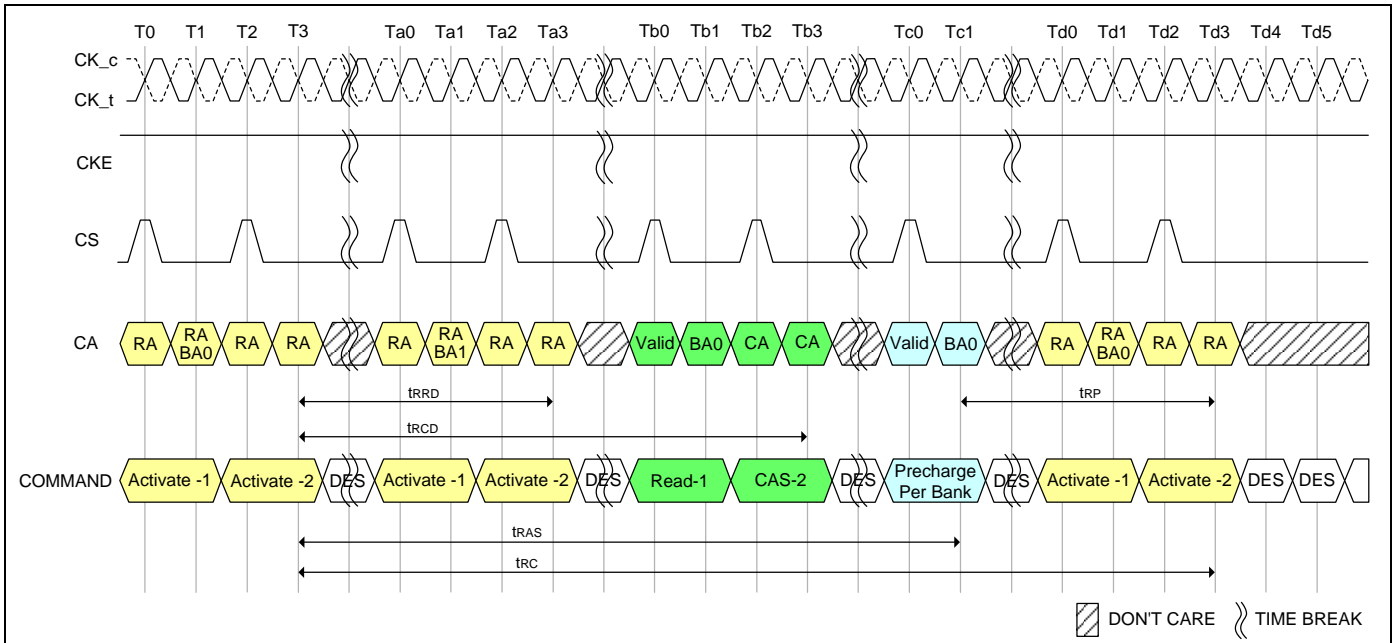 T0 T1 T2 T3 Ta0 Ta1 Ta2 Ta3 Tb0 Tb1 Tb2 Tb3 Tc0 Tc1 Td0 Td1 Td2 Td3 Td4 Td5
CK_c
CK_t
CKE
CS
CA RA RA BA0 RA RA RA RA BA1 RA RA Valid BA0 CA CA Valid BA0 RA RA BA0 RA RA
tRRD tRP
tRCD
COMMAND Activate -1 Activate -2 DES Activate -1 Activate -2 DES Read-1 CAS-2 DES Precharge Per Bank DES Activate -1 Activate -2 DES DES
tRAS
tRC
DON'T CARE TIME BREAK